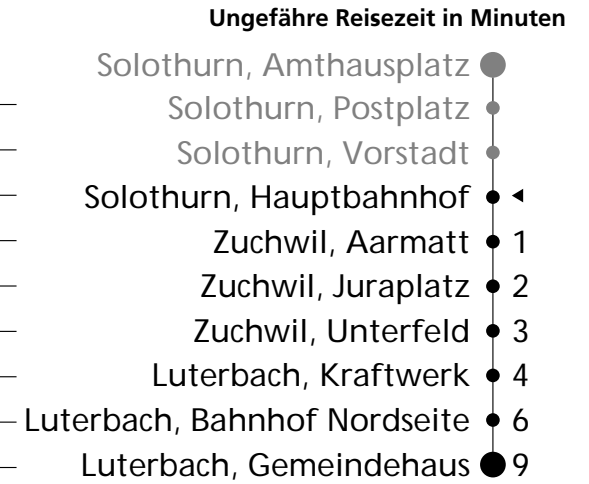 Ungefähre Reisezeit in Minuten
Solothurn, Amthausplatz
Solothurn, Postplatz
Solothurn, Vorstadt
Solothurn, Hauptbahnhof
Zuchwil, Aarmatt 1
Zuchwil, Juraplatz 2
Zuchwil, Unterfeld 3
Luterbach, Kraftwerk 4
Luterbach, Bahnhof Nordseite 6
Luterbach, Gemeindehaus 9